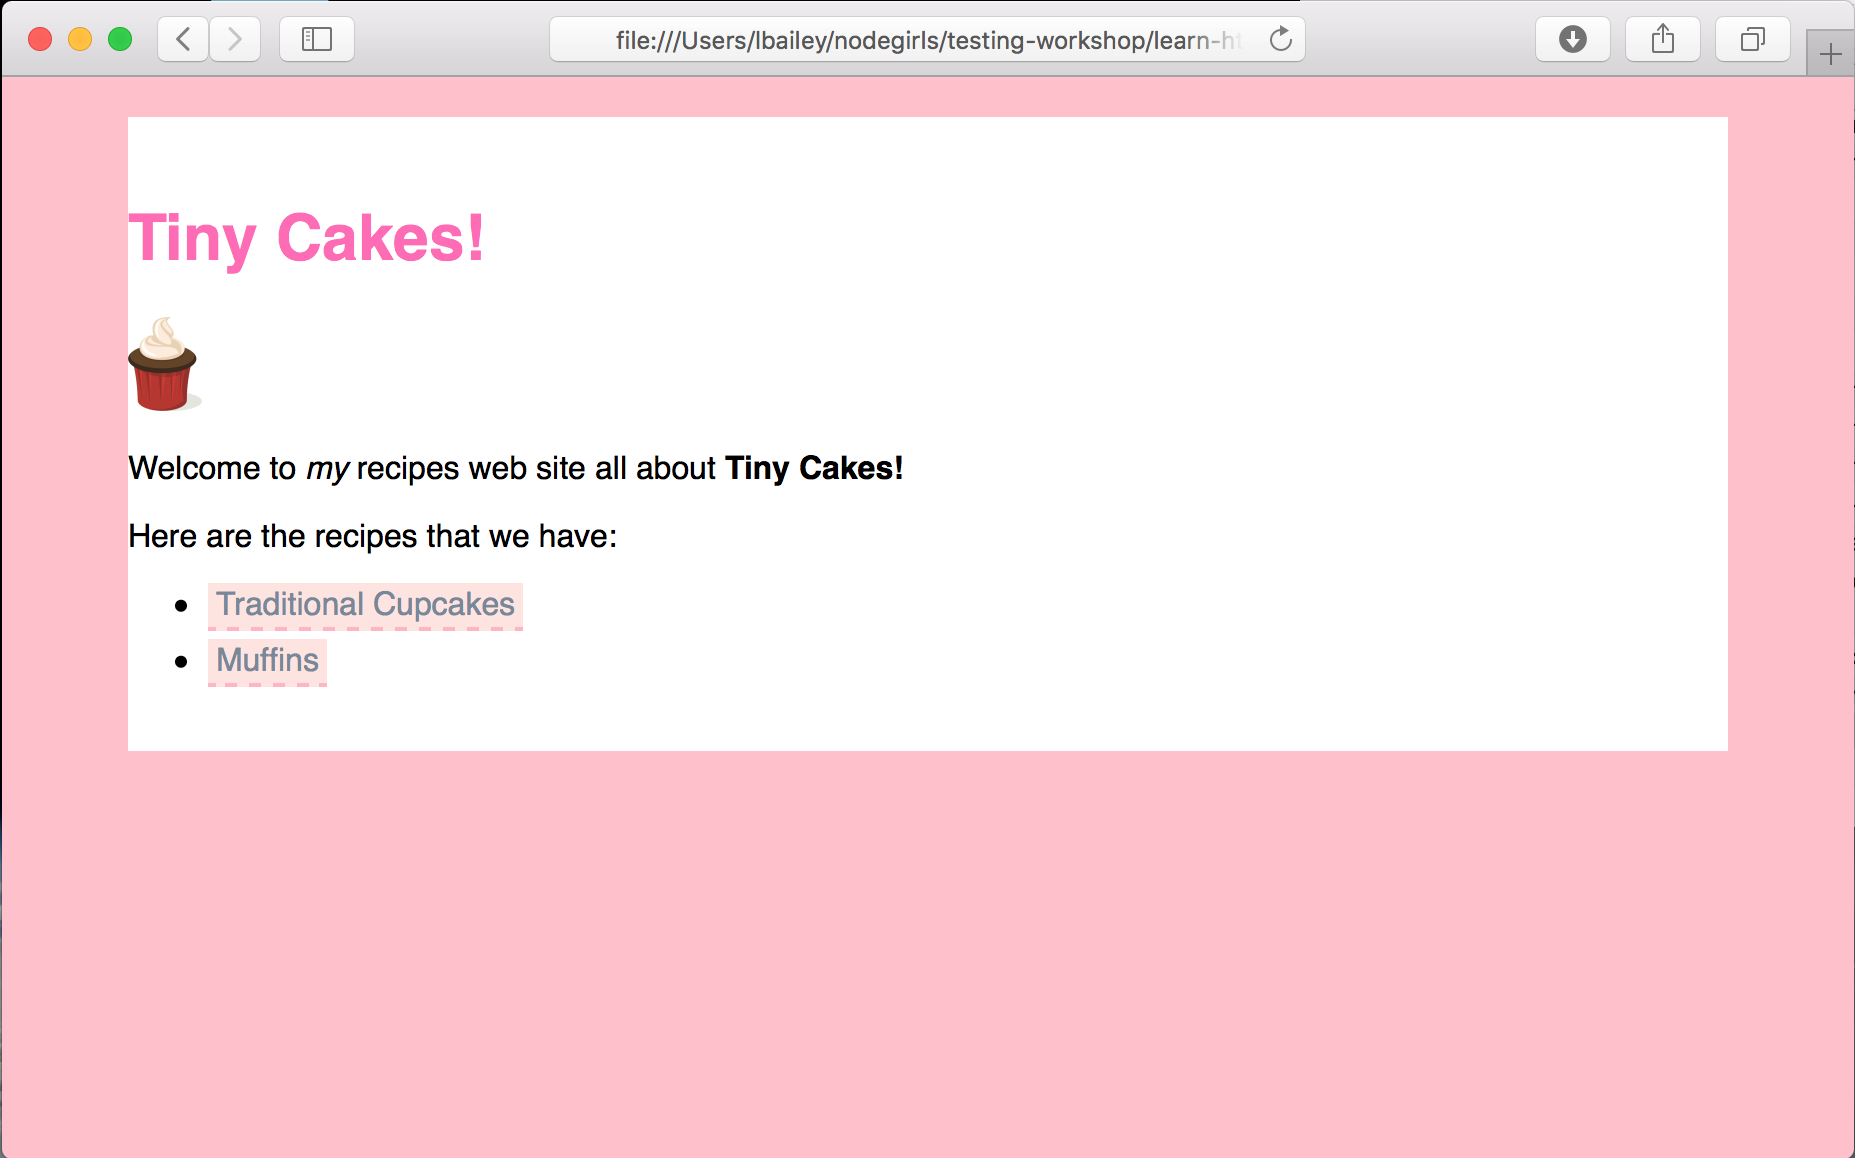 file:///Users/lbailey/nodegirls/testing-workshop/learn-ht
Tiny Cakes!
Welcome to my recipes web site all about Tiny Cakes!
Here are the recipes that we have:
• Traditional Cupcakes
• Muffins